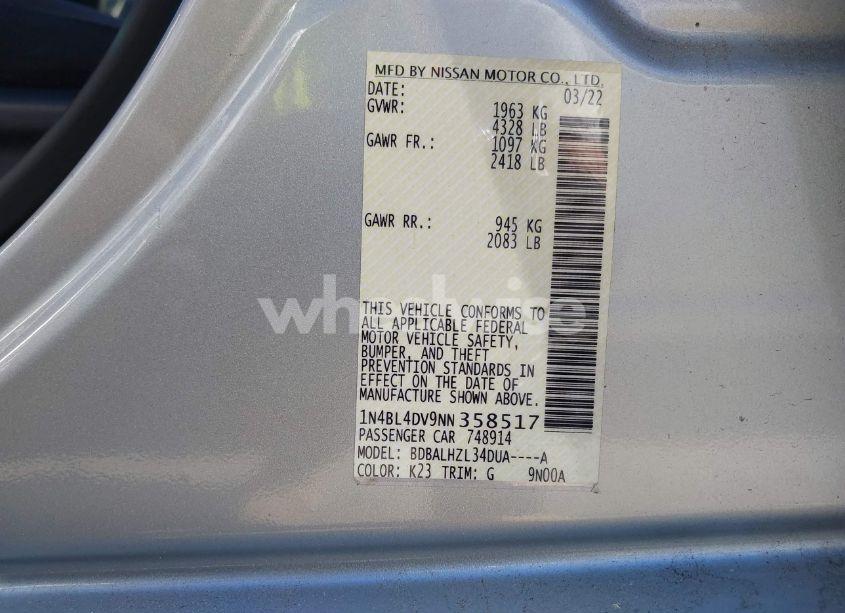 MFD BY NISSAN MOTOR CO., LTD.
DATE: 03/22
GVWR: 1963 KG
4328 LB
GAWR FR.: 1097 KG
2418 LB
GAWR RR.: 945 KG
2083 LB
THIS VEHICLE CONFORMS TO
ALL APPLICABLE FEDERAL
MOTOR VEHICLE SAFETY,
BUMPER, AND THEFT
PREVENTION STANDARDS IN
EFFECT ON THE DATE OF
MANUFACTURE SHOWN ABOVE.
1N4BL4DV9NN358517
PASSENGER CAR 748914
MODEL: BDBALHZL34DUA----A
COLOR: K23 TRIM: G 9N00A